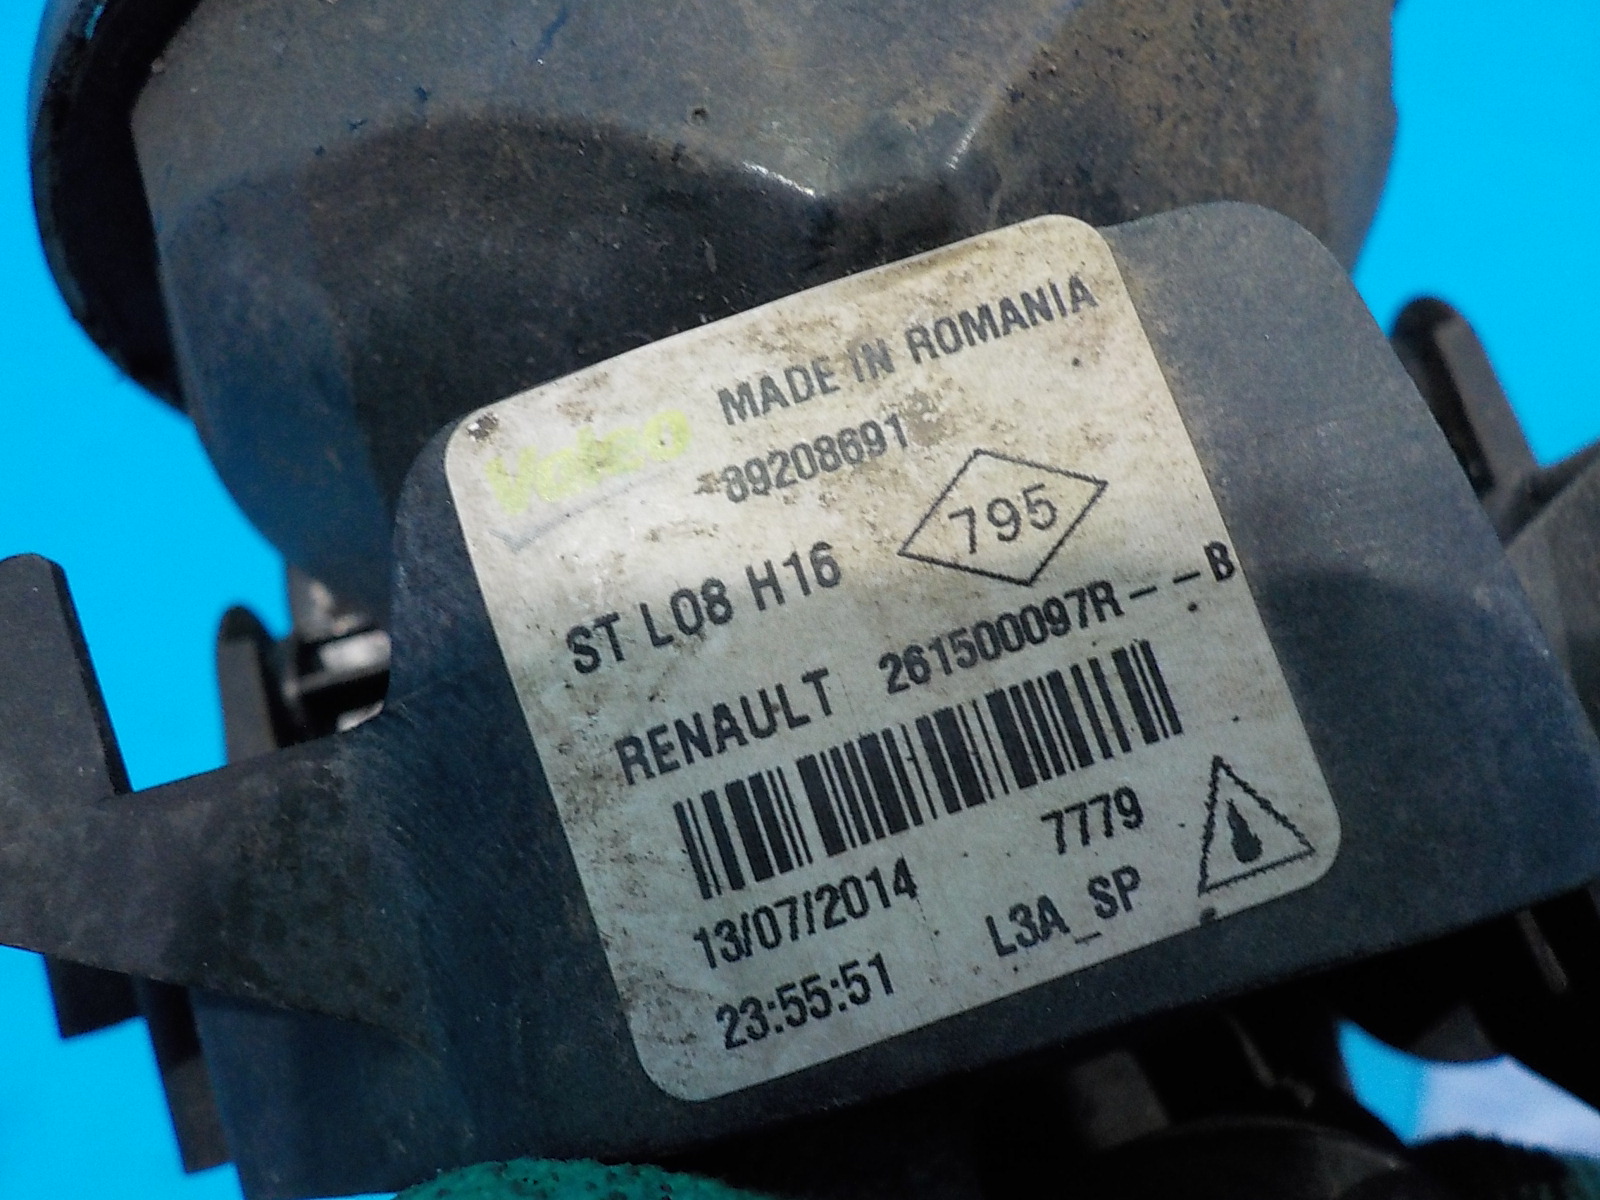 Valeo MADE IN ROMANIA
89208691
795
ST L08 H16
RENAULT 261500097R - - B
7779
13/07/2014
L3A_SP
23:55:51